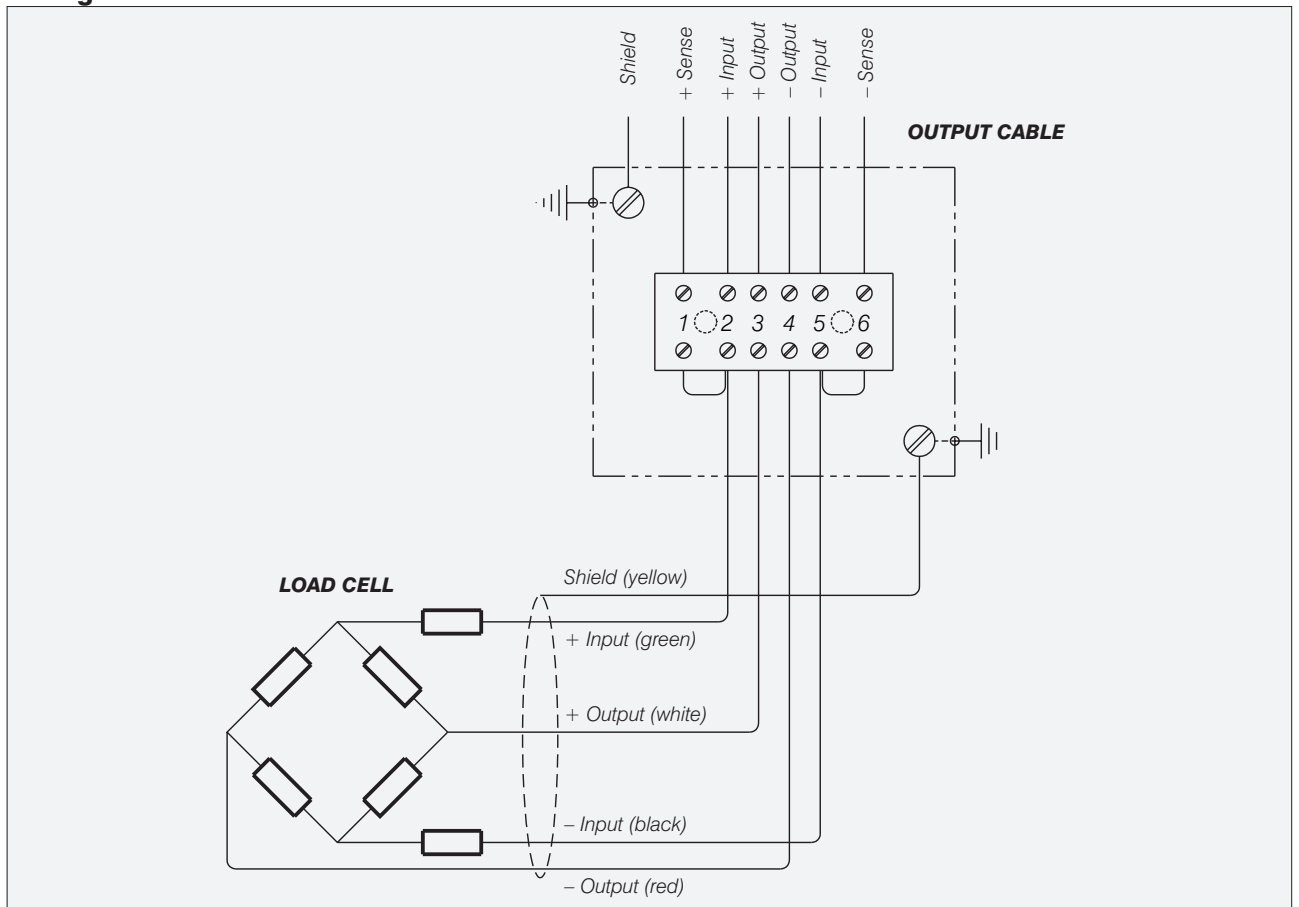 Shield
+ Sense
+ Input
+ Output
– Output
– Input
– Sense
OUTPUT CABLE
1 2 3 4 5 6
LOAD CELL
Shield (yellow)
+ Input (green)
+ Output (white)
– Input (black)
– Output (red)